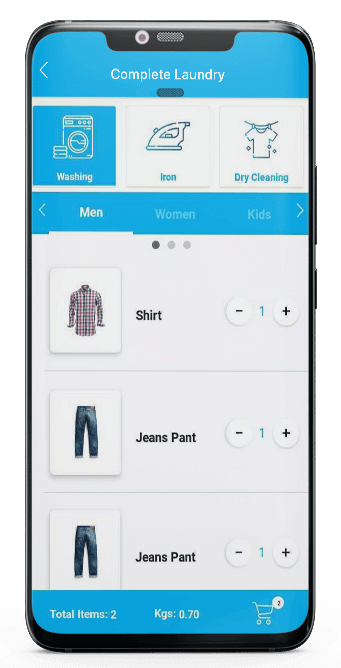 Complete Laundry
Washing
Iron
Dry Cleaning
Men
Women
Kids
Shirt
− 1 +
Jeans Pant
− 1 +
Jeans Pant
− 1 +
Total Items: 2
Kgs: 0.70
2